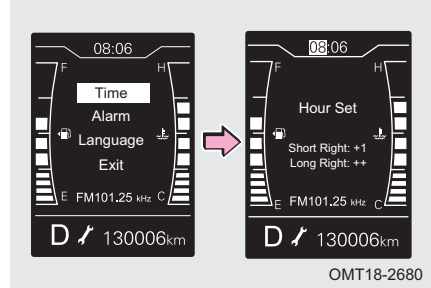 08:06
F H
Time
Alarm
Language
Exit
E FM101.25 kHz C
D 130006km
08:06
F H
Hour Set
Short Right: +1
Long Right: ++
E FM101.25 kHz C
D 130006km
OMT18-2680